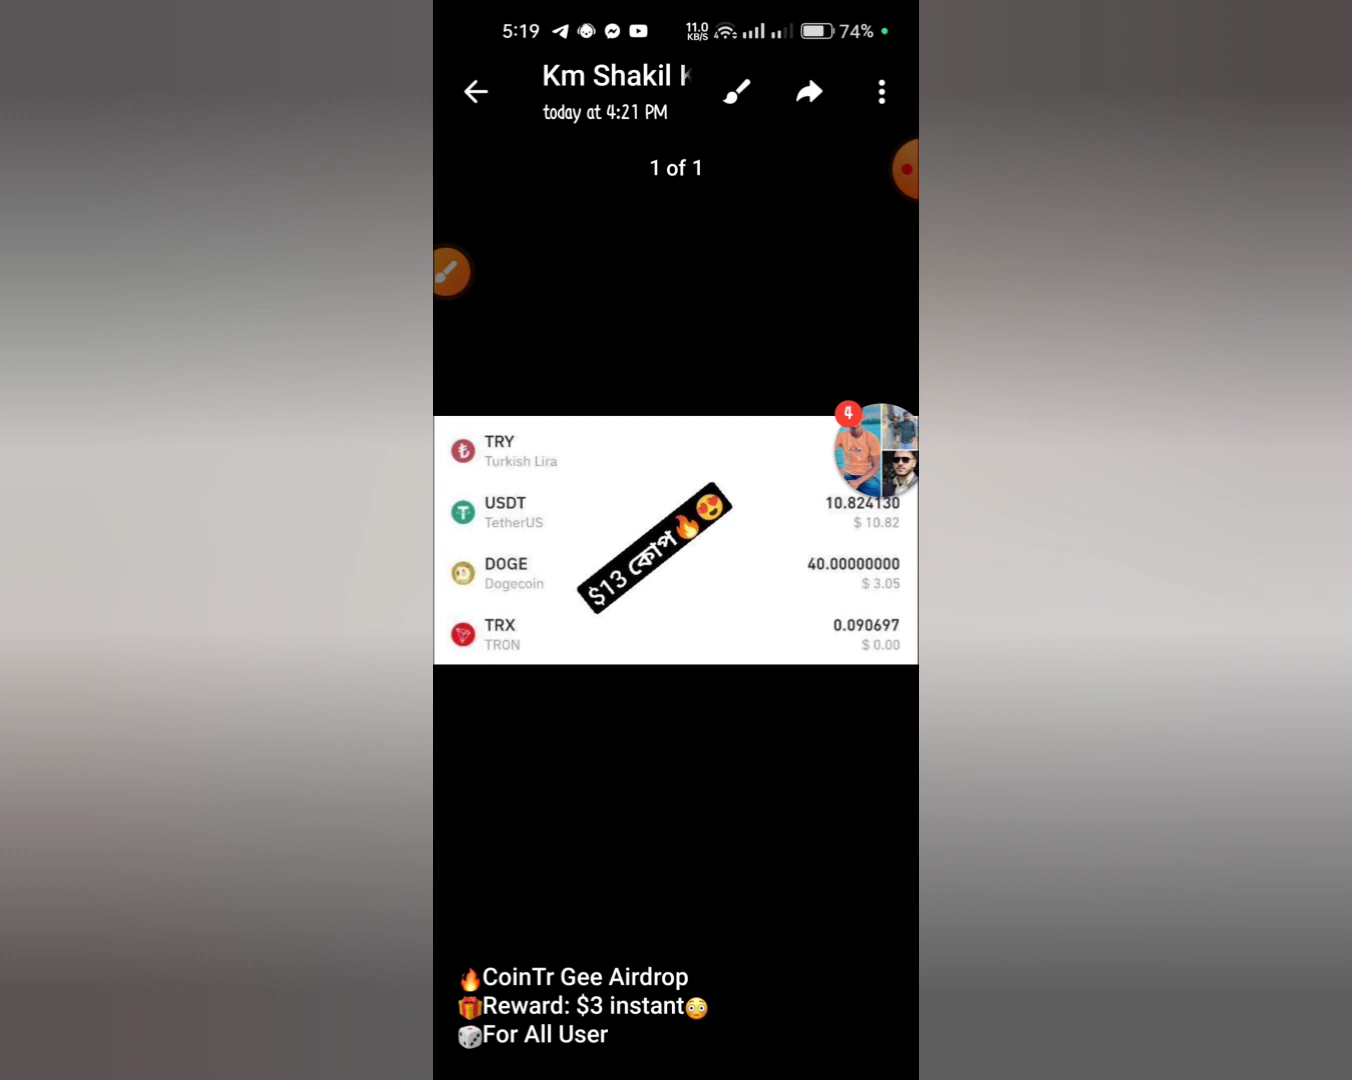 5:19
11.0 KB/S
74%
Km Shakil
today at 4:21 PM
1 of 1
4
TRY
Turkish Lira
USDT
10.824130
TetherUS
$ 10.82
$13 কোপ🔥😍
DOGE
40.00000000
Dogecoin
$ 3.05
TRX
0.090697
TRON
$ 0.00
🔥CoinTr Gee Airdrop
🎁Reward: $3 instant😳
🎲For All User